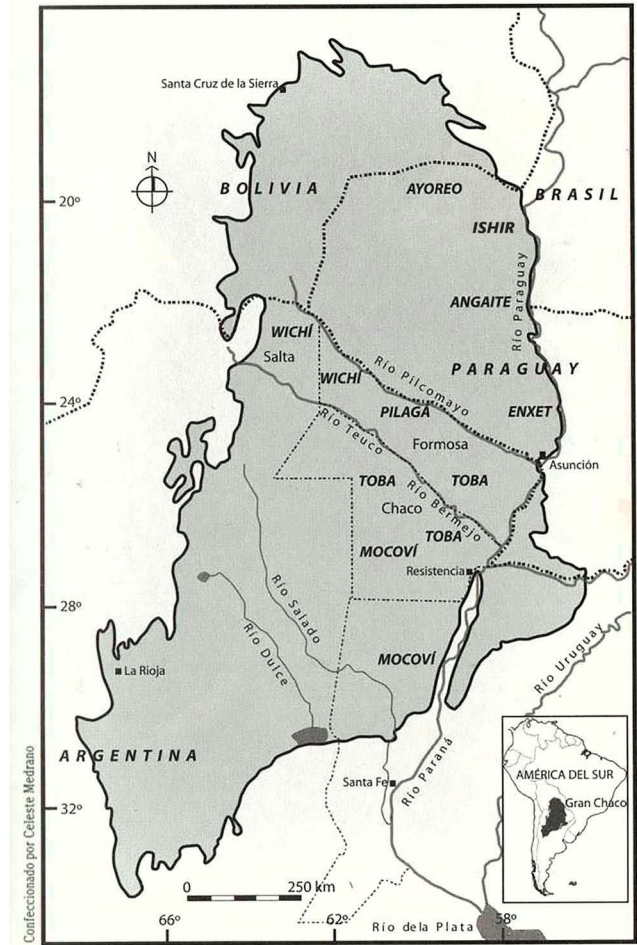 Santa Cruz de la Sierra
N
BOLIVIA
AYOREO
BRASIL
20º
ISHIR
Río Paraguay
ANGAITE
WICHÍ
Salta
PARAGUAY
WICHÍ
Río Pilcomayo
24º
PILAGÁ
ENXET
Río Teuco
Formosa
Asunción
TOBA
TOBA
Río Bermejo
Chaco
TOBA
MOCOVÍ
Resistencia
28º
Río Salado
Río Dulce
MOCOVÍ
La Rioja
Río Uruguay
ARGENTINA
AMÉRICA DEL SUR
Gran Chaco
Santa Fe
Río Paraná
32º
0 250 km
66º
62º
58º
Río dela Plata
Confeccionado por Celeste Medrano